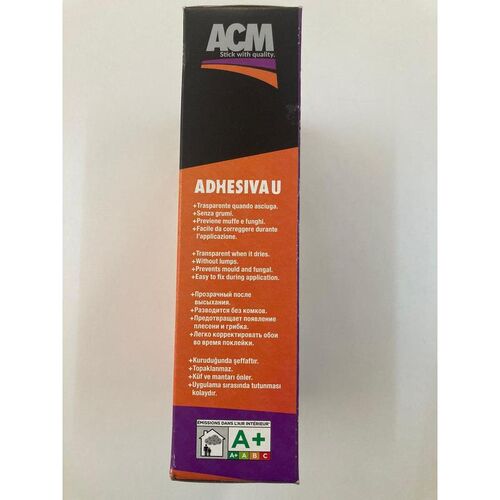 ACM
Stick with quality.
ADHESIVA U
+Trasparente quando asciuga.
+Senza grumi.
+Previene muffe e funghi.
+Facile da correggere durante
l'applicazione.
+Transparent when it dries.
+Without lumps.
+Prevents mould and fungal.
+Easy to fix during application.
+Прозрачный после
высыхания.
+Разводится без комков.
+Предотвращает появление
плесени и грибка.
+Легко корректировать обои
во время поклейки.
+Kuruduğunda şeffaftır.
+Topaklanmaz.
+Küf ve mantarı önler.
+Uygulama sırasında tutunması
kolaydır.
ÉMISSIONS DANS L'AIR INTÉRIEUR*
A+
A+ A B C